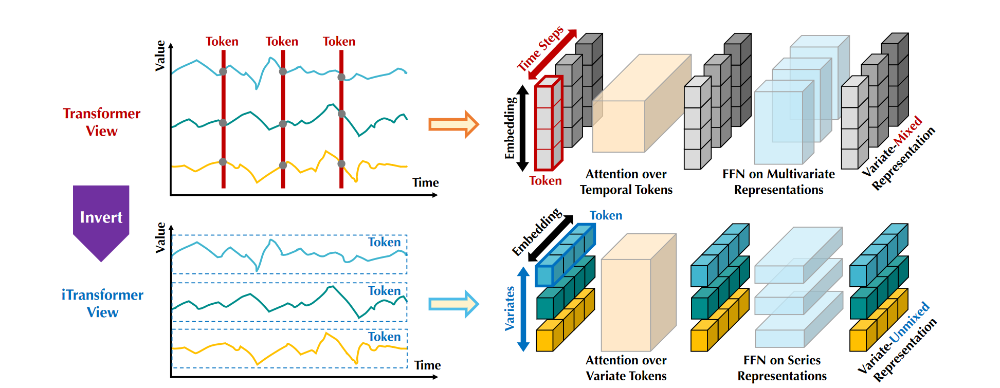 Transformer
View
Value
Token
Token
Token
Time
Time Steps
Embedding
Token
Attention over
Temporal Tokens
FFN on Multivariate
Representations
Variate-Mixed
Representation
Invert
iTransformer
View
Value
Token
Token
Token
Time
Embedding
Token
Variates
Attention over
Variate Tokens
FFN on Series
Representations
Variate-Unmixed
Representation